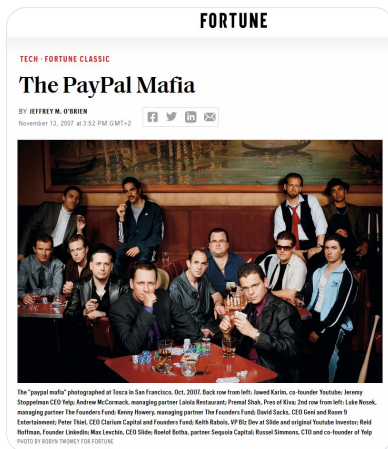 FORTUNE
TECH · FORTUNE CLASSIC
The PayPal Mafia
BY JEFFREY M. O'BRIEN
November 13, 2007 at 3:52 PM GMT+2
The "paypal mafia" photographed at Tosca in San Francisco, Oct, 2007. Back row from left: Jawed Karim, co-founder Youtube; Jeremy
Stoppelman CEO Yelp; Andrew McCormack, managing partner Laiola Restaurant; Premal Shah, Pres of Kiva; 2nd row from left: Luke Nosek,
managing partner The Founders Fund; Kenny Howery, managing partner The Founders Fund; David Sacks, CEO Geni and Room 9
Entertainment; Peter Thiel, CEO Clarium Capital and Founders Fund; Keith Rabois, VP Biz Dev at Slide and original Youtube Investor; Reid
Hoffman, Founder Linkedin; Max Levchin, CEO Slide; Roelof Botha, partner Sequoia Capital; Russel Simmons, CTO and co-founder of Yelp
PHOTO BY ROBYN TWOMEY FOR FORTUNE